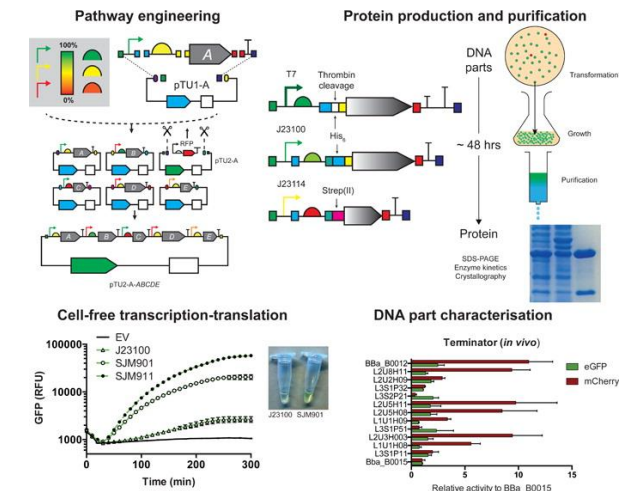 Pathway engineering
100%
0%
A
pTU1-A
RFP
pTU2-A
A
B
C
D
E
A
B
C
D
E
pTU2-A-ABCDE
Protein production and purification
T7
Thrombin
cleavage
His6
J23100
J23114
Strep(II)
DNA
parts
~ 48 hrs
Protein
SDS-PAGE
Enzyme kinetics
Crystallography
Transformation
Growth
Purification
Cell-free transcription-translation
EV
J23100
SJM901
SJM911
GFP (RFU)
100000
10000
1000
0
100
200
300
Time (min)
J23100 SJM901
DNA part characterisation
Terminator (in vivo)
BBa_B0012
L2U8H11
L2U2H09
L3S1P32
L3S2P21
L2U5H11
L2U5H08
L1U1H09
L3S1P51
L2U3H003
L1U1H08
L3S1P11
Bba_B0015
eGFP
mCherry
0
5
10
15
Relative activity to BBa_B0015